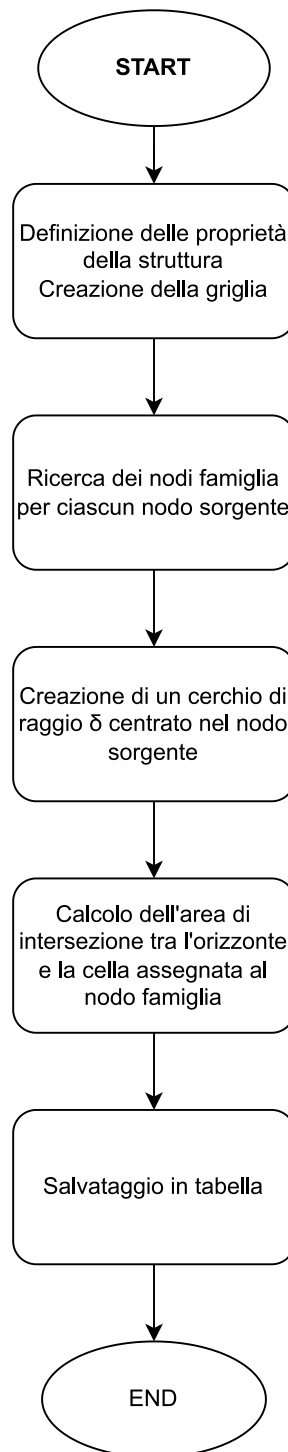 START
Definizione delle proprietà
della struttura
Creazione della griglia
Ricerca dei nodi famiglia
per ciascun nodo sorgente
Creazione di un cerchio di
raggio δ centrato nel nodo
sorgente
Calcolo dell'area di
intersezione tra l'orizzonte
e la cella assegnata al
nodo famiglia
Salvataggio in tabella
END